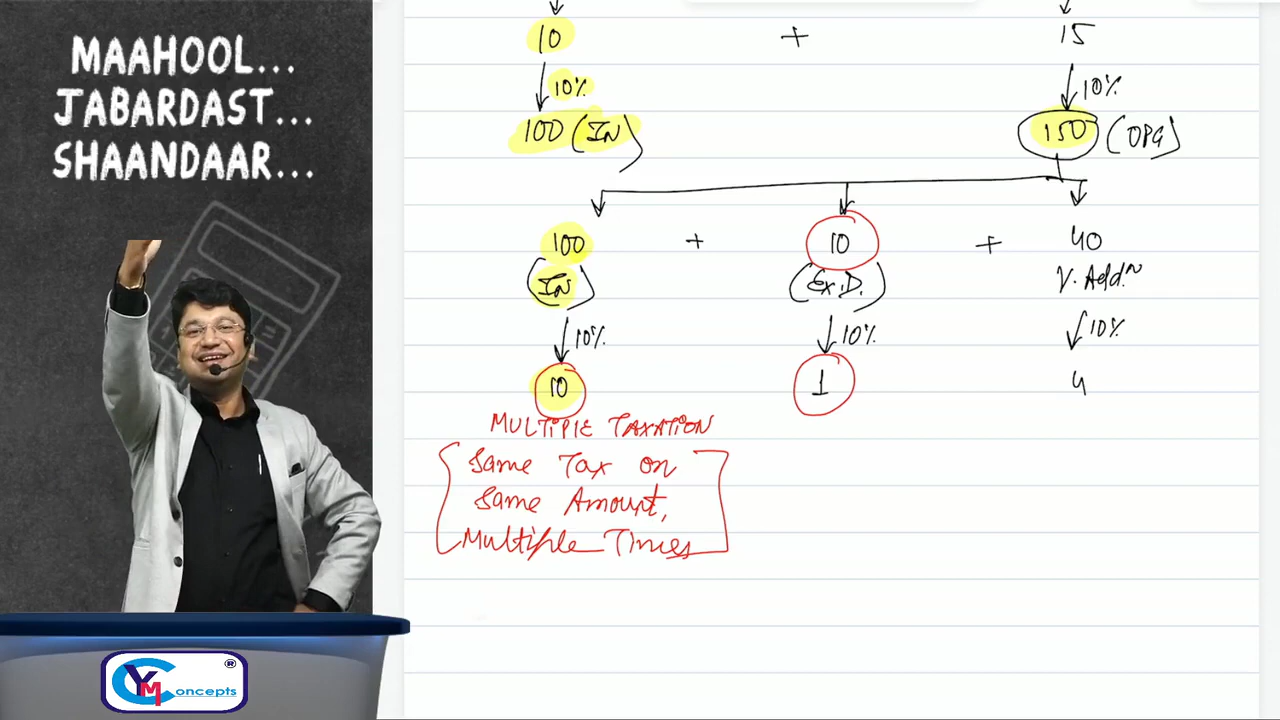 MAAHOOL...
JABARDAST...
SHAANDAAR...
10 + 15
10% 10%
100 (IN) 150 (OPG)
100 + 10 + 40
(IN) (Ex.D.) V. Addn
10% 10% 10%
10 1 4
MULTIPLE TAXATION
Same Tax on
Same Amount,
Multiple Times
CYM Concepts ®